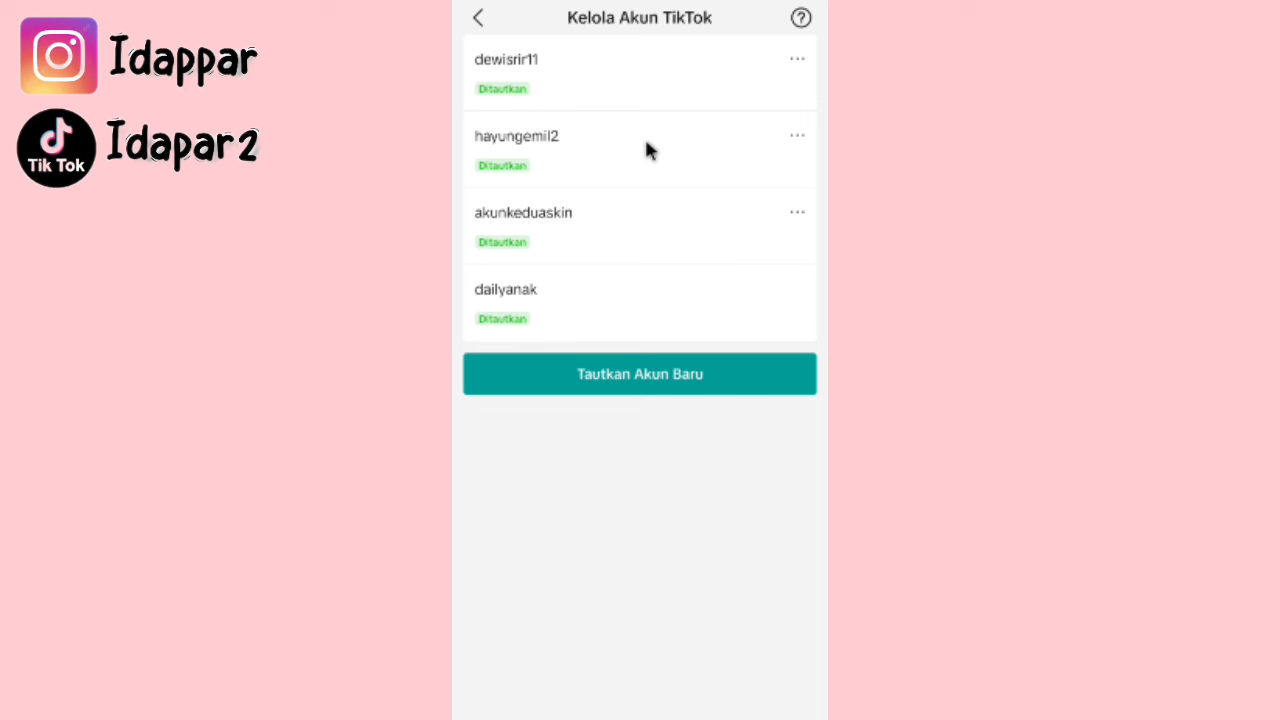 Idappar
Tik Tok
Idapar2
Kelola Akun TikTok
dewisrir11
Ditautkan
hayungemil2
Ditautkan
akunkeduaskin
Ditautkan
dailyanak
Ditautkan
Tautkan Akun Baru